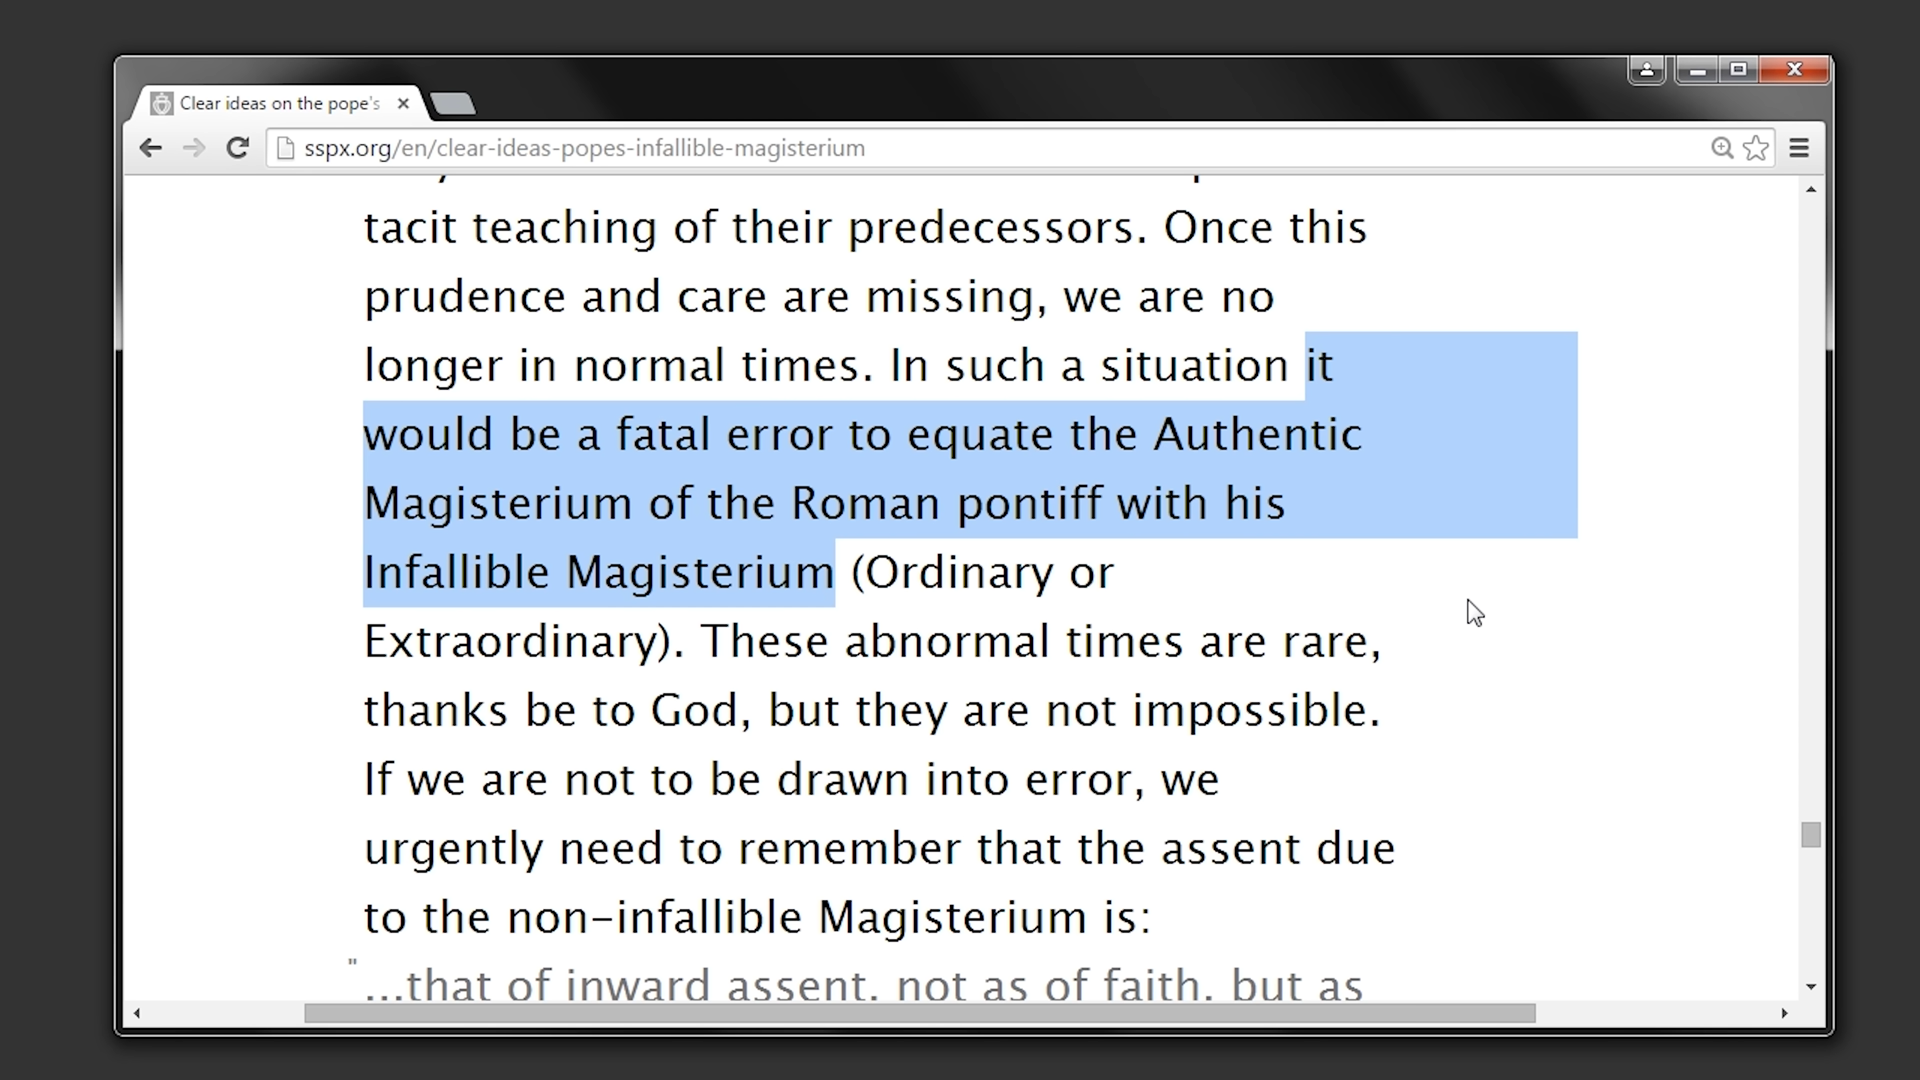 Clear ideas on the pope's
sspx.org/en/clear-ideas-popes-infallible-magisterium
tacit teaching of their predecessors. Once this
prudence and care are missing, we are no
longer in normal times. In such a situation it
would be a fatal error to equate the Authentic
Magisterium of the Roman pontiff with his
Infallible Magisterium (Ordinary or
Extraordinary). These abnormal times are rare,
thanks be to God, but they are not impossible.
If we are not to be drawn into error, we
urgently need to remember that the assent due
to the non-infallible Magisterium is:
"...that of inward assent, not as of faith, but as